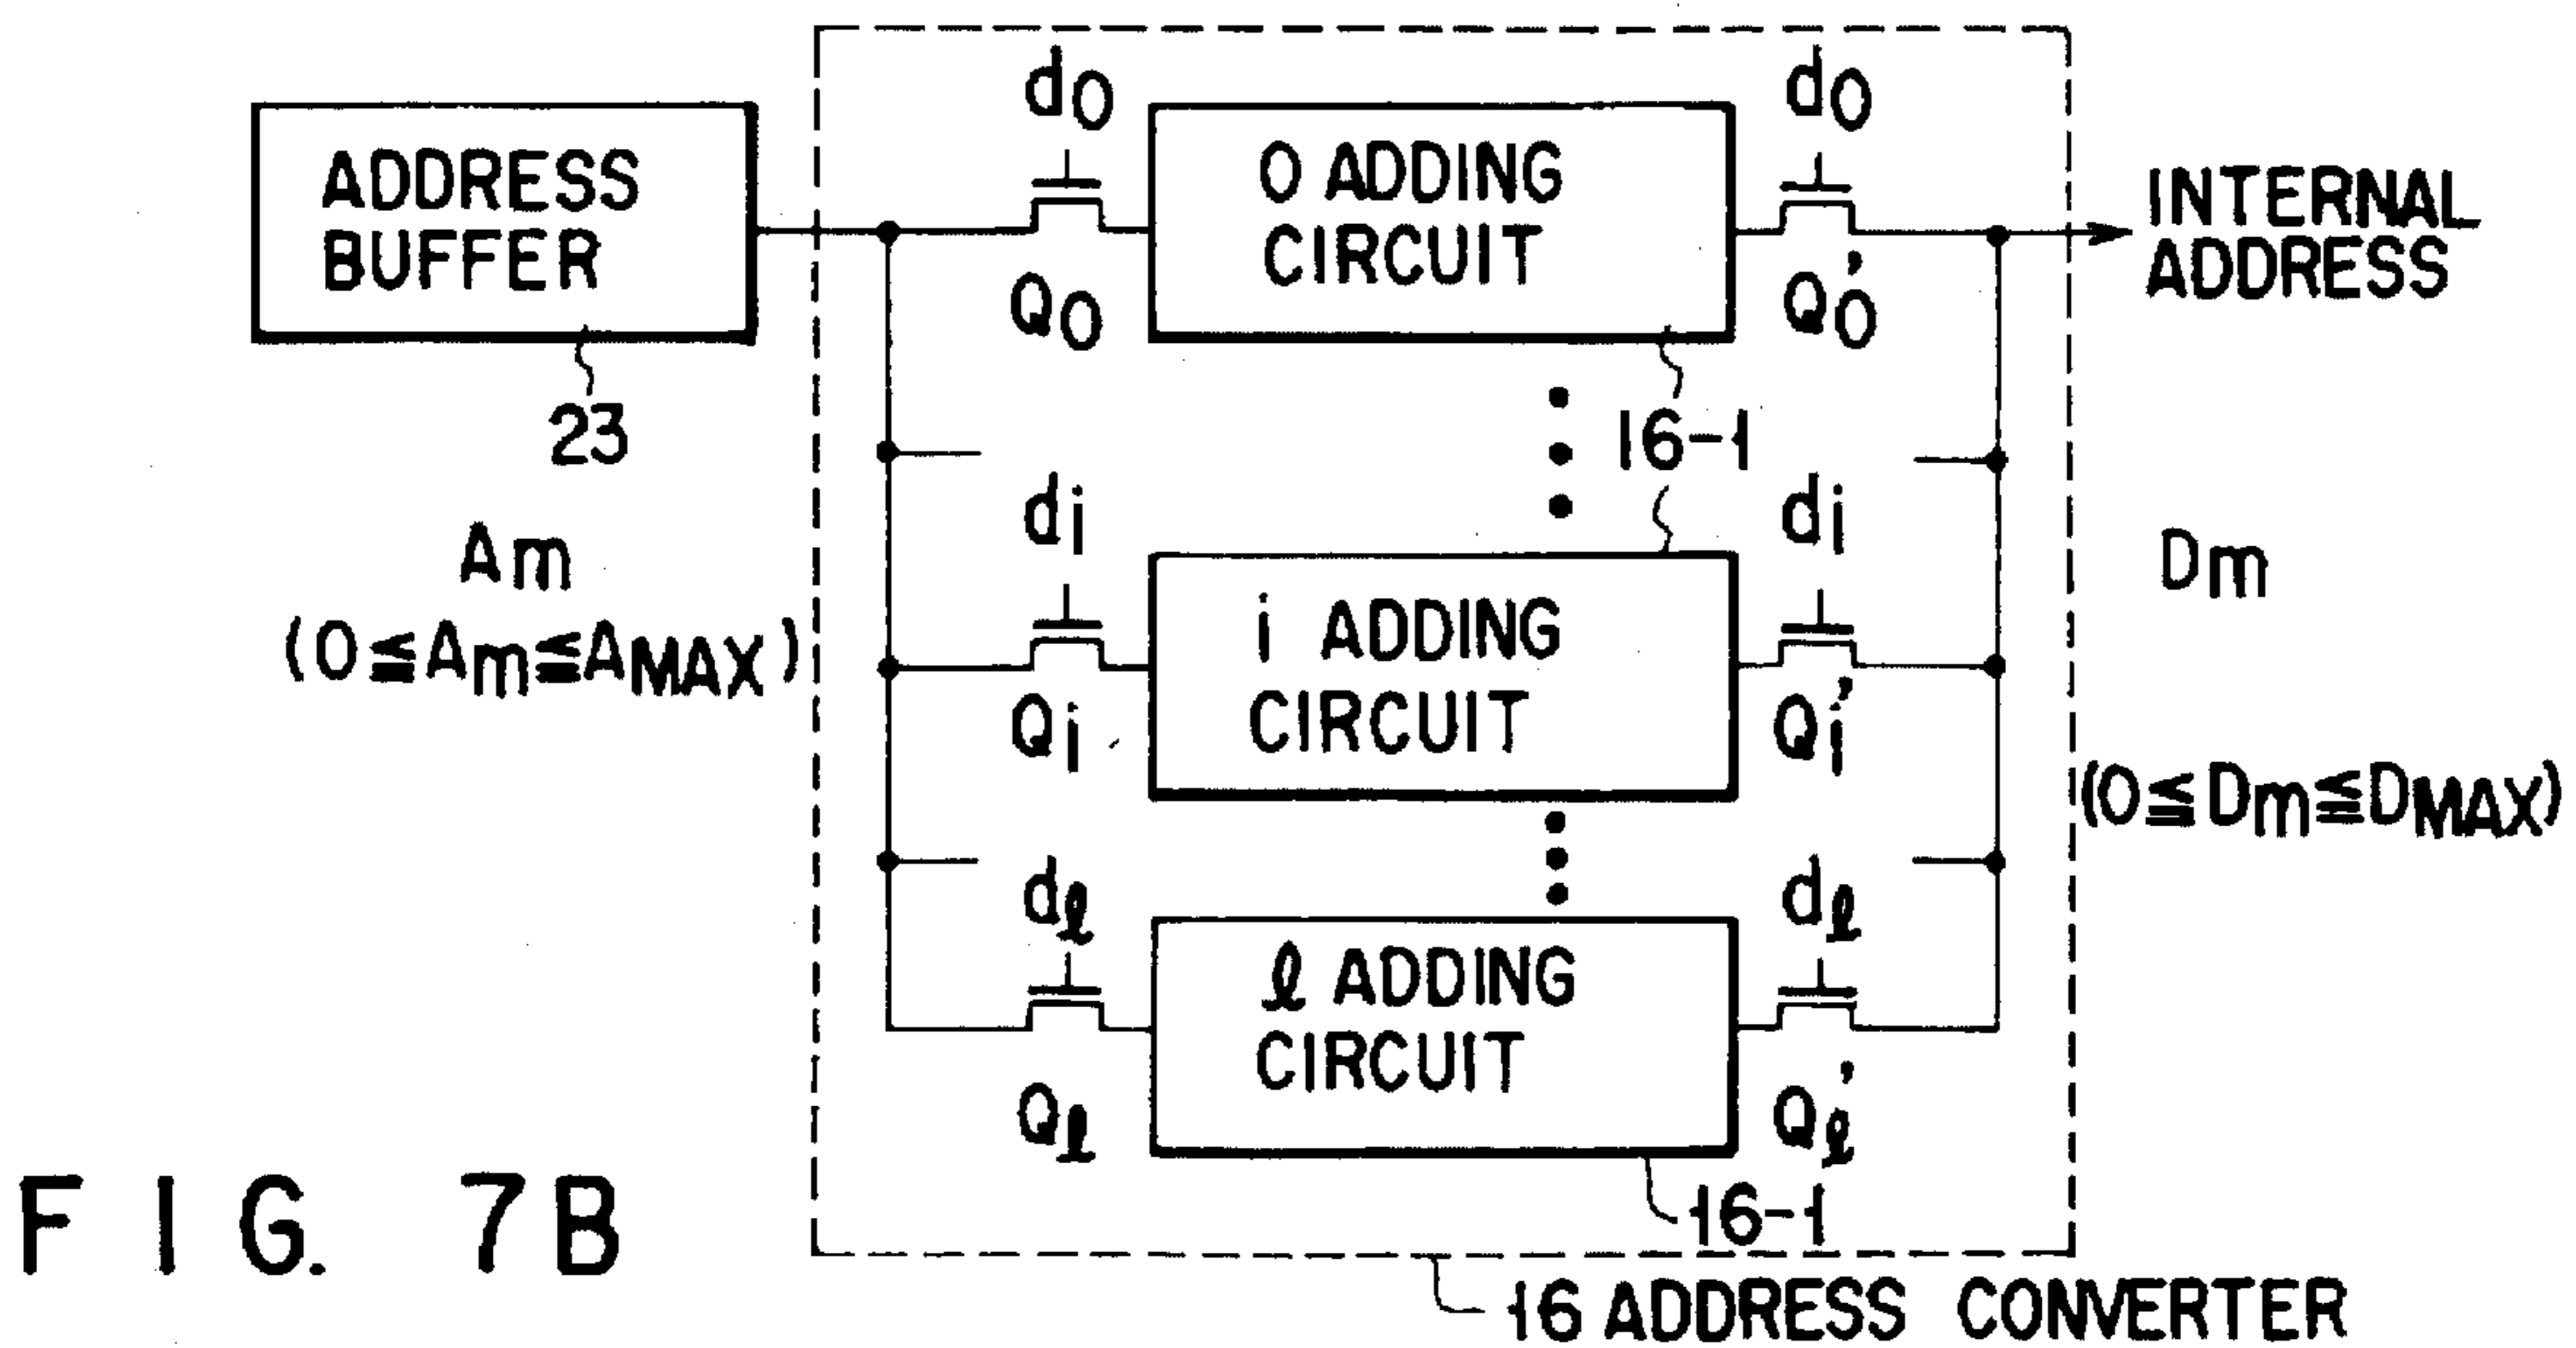 d0
d0
ADDRESS
BUFFER
0 ADDING
CIRCUIT
INTERNAL
ADDRESS
Q0
Q0'
23
16-1
di
di
Am
(0≦Am≦AMAX)
i ADDING
CIRCUIT
Dm
(0≦Dm≦DMAX)
Qi
Qi'
dℓ
dℓ
ℓ ADDING
CIRCUIT
Qℓ
Qℓ'
16-1
FIG. 7B
16 ADDRESS CONVERTER